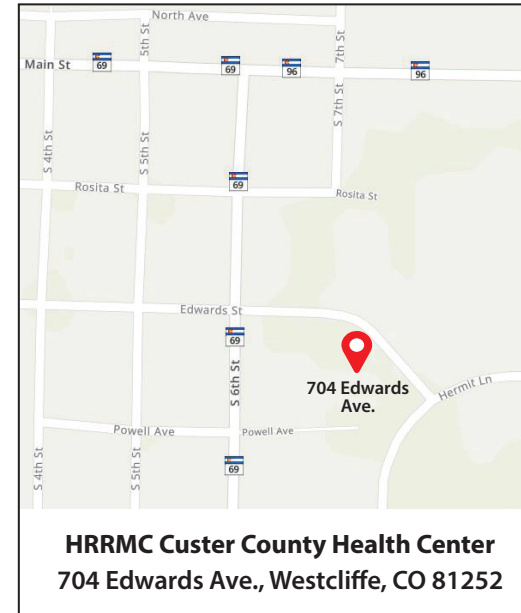 North Ave
5th St
7th St
Main St
69
69
96
96
S 4th St
S 5th St
S 7th St
69
Rosita St
Rosita St
Edwards St
69
704 Edwards
Ave.
S 6th St
Hermit Ln
Powell Ave
Powell Ave
S 4th St
S 5th St
69
HRRMC Custer County Health Center
704 Edwards Ave., Westcliffe, CO 81252